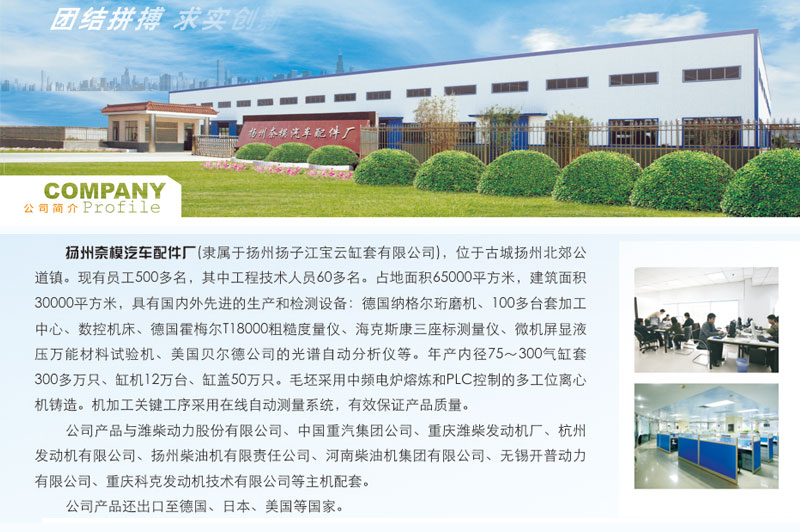 团结拼搏 求实创新
扬州奈模汽车配件厂
COMPANY
公司简介 Profile
扬州奈模汽车配件厂(隶属于扬州扬子江宝云缸套有限公司)，位于古城扬州北郊公
道镇。现有员工500多名，其中工程技术人员60多名。占地面积65000平方米，建筑面积
30000平方米，具有国内外先进的生产和检测设备：德国纳格尔珩磨机、100多台套加工
中心、数控机床、德国霍梅尔T18000粗糙度量仪、海克斯康三座标测量仪、微机屏显液
压万能材料试验机、美国贝尔德公司的光谱自动分析仪等。年产内径75～300气缸套
300多万只、缸机12万台、缸盖50万只。毛坯采用中频电炉熔炼和PLC控制的多工位离心
机铸造。机加工关键工序采用在线自动测量系统，有效保证产品质量。
公司产品与潍柴动力股份有限公司、中国重汽集团公司、重庆潍柴发动机厂、杭州
发动机有限公司、扬州柴油机有限责任公司、河南柴油机集团有限公司、无锡开普动力
有限公司、重庆科克发动机技术有限公司等主机配套。
公司产品还出口至德国、日本、美国等国家。